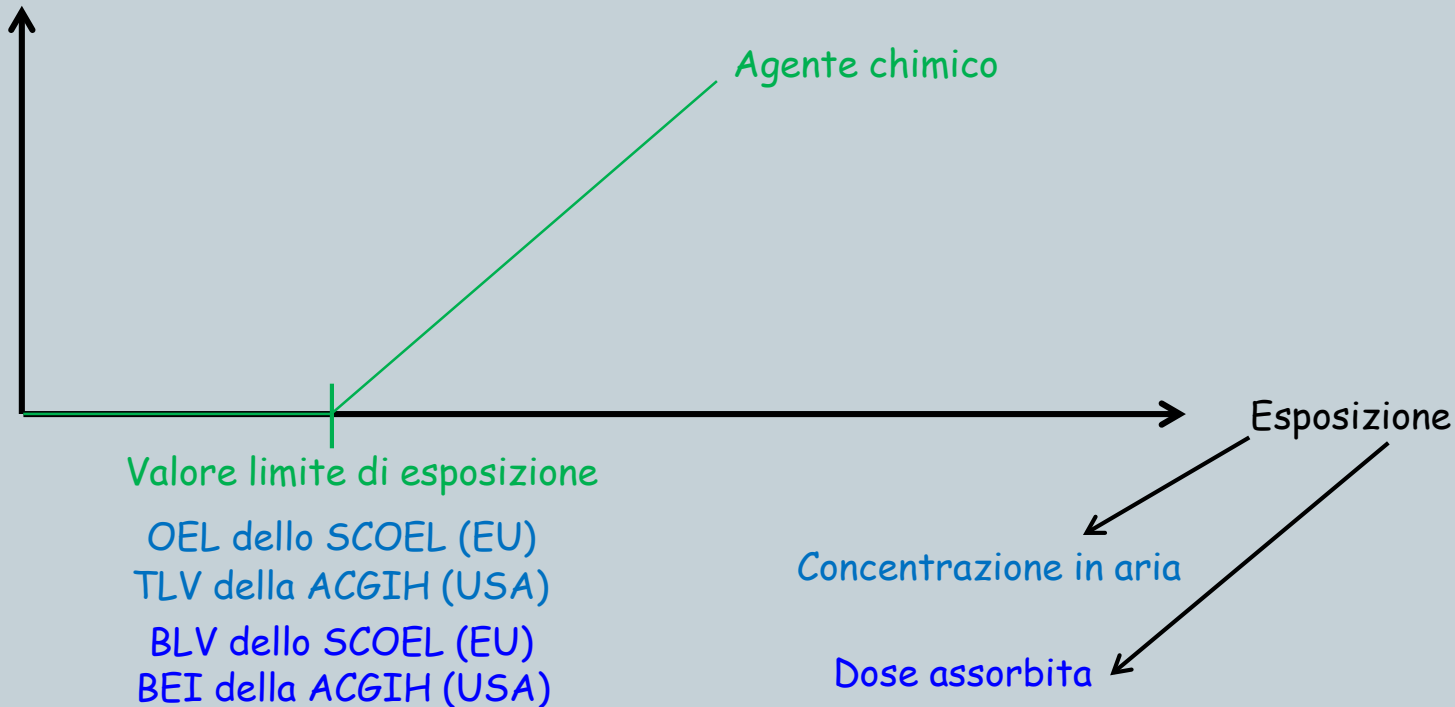 Agente chimico
Esposizione
Valore limite di esposizione
OEL dello SCOEL (EU)
TLV della ACGIH (USA)
BLV dello SCOEL (EU)
BEI della ACGIH (USA)
Concentrazione in aria
Dose assorbita